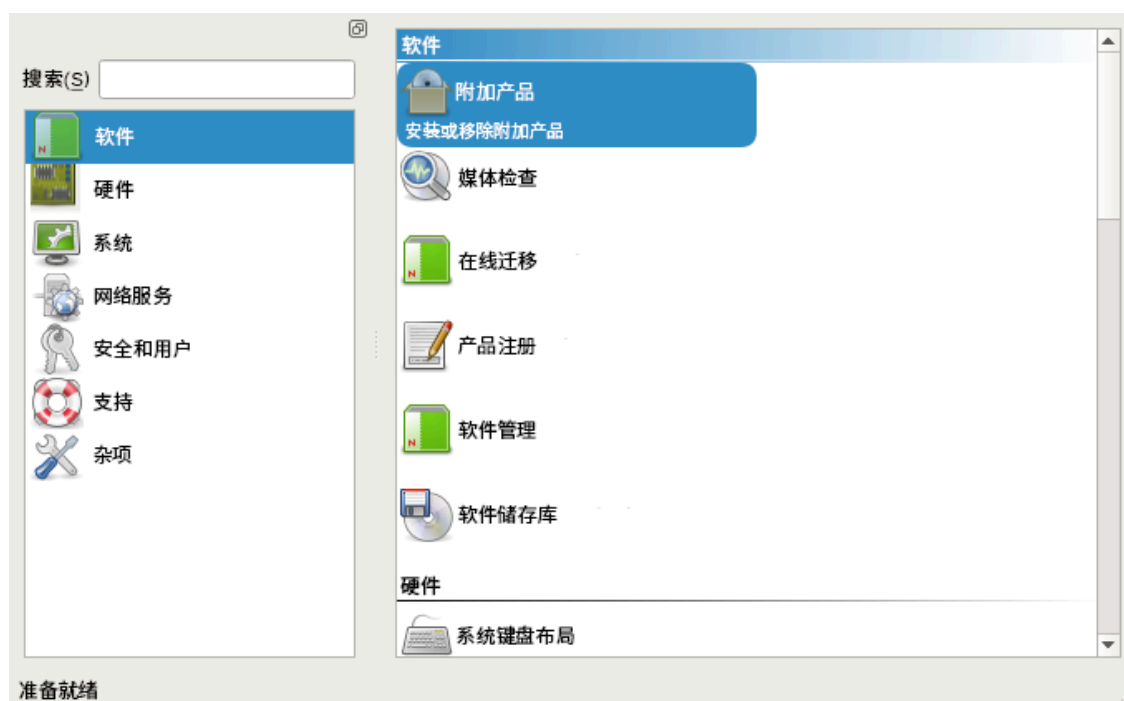 搜索(S)
软件
硬件
系统
网络服务
安全和用户
支持
杂项
软件
附加产品
安装或移除附加产品
媒体检查
在线迁移
产品注册
软件管理
软件储存库
硬件
系统键盘布局
准备就绪